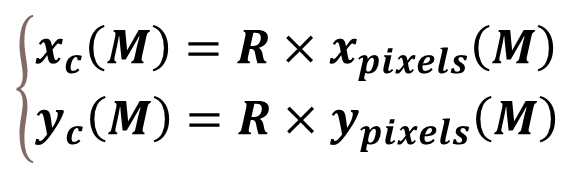 x_c(M) = R × x_pixels(M)
y_c(M) = R × y_pixels(M)